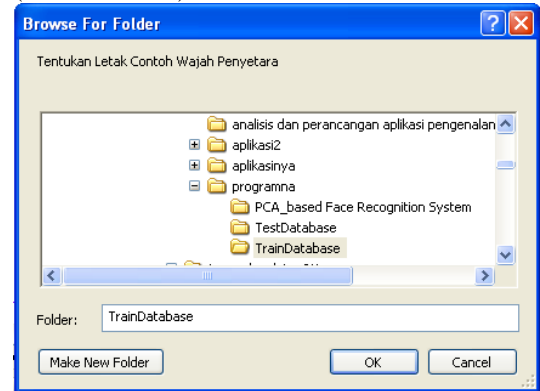 Browse For Folder
Tentukan Letak Contoh Wajah Penyetara
analisis dan perancangan aplikasi pengenalan
aplikasi2
aplikasinya
programna
PCA_based Face Recognition System
TestDatabase
TrainDatabase
Folder: TrainDatabase
Make New Folder OK Cancel